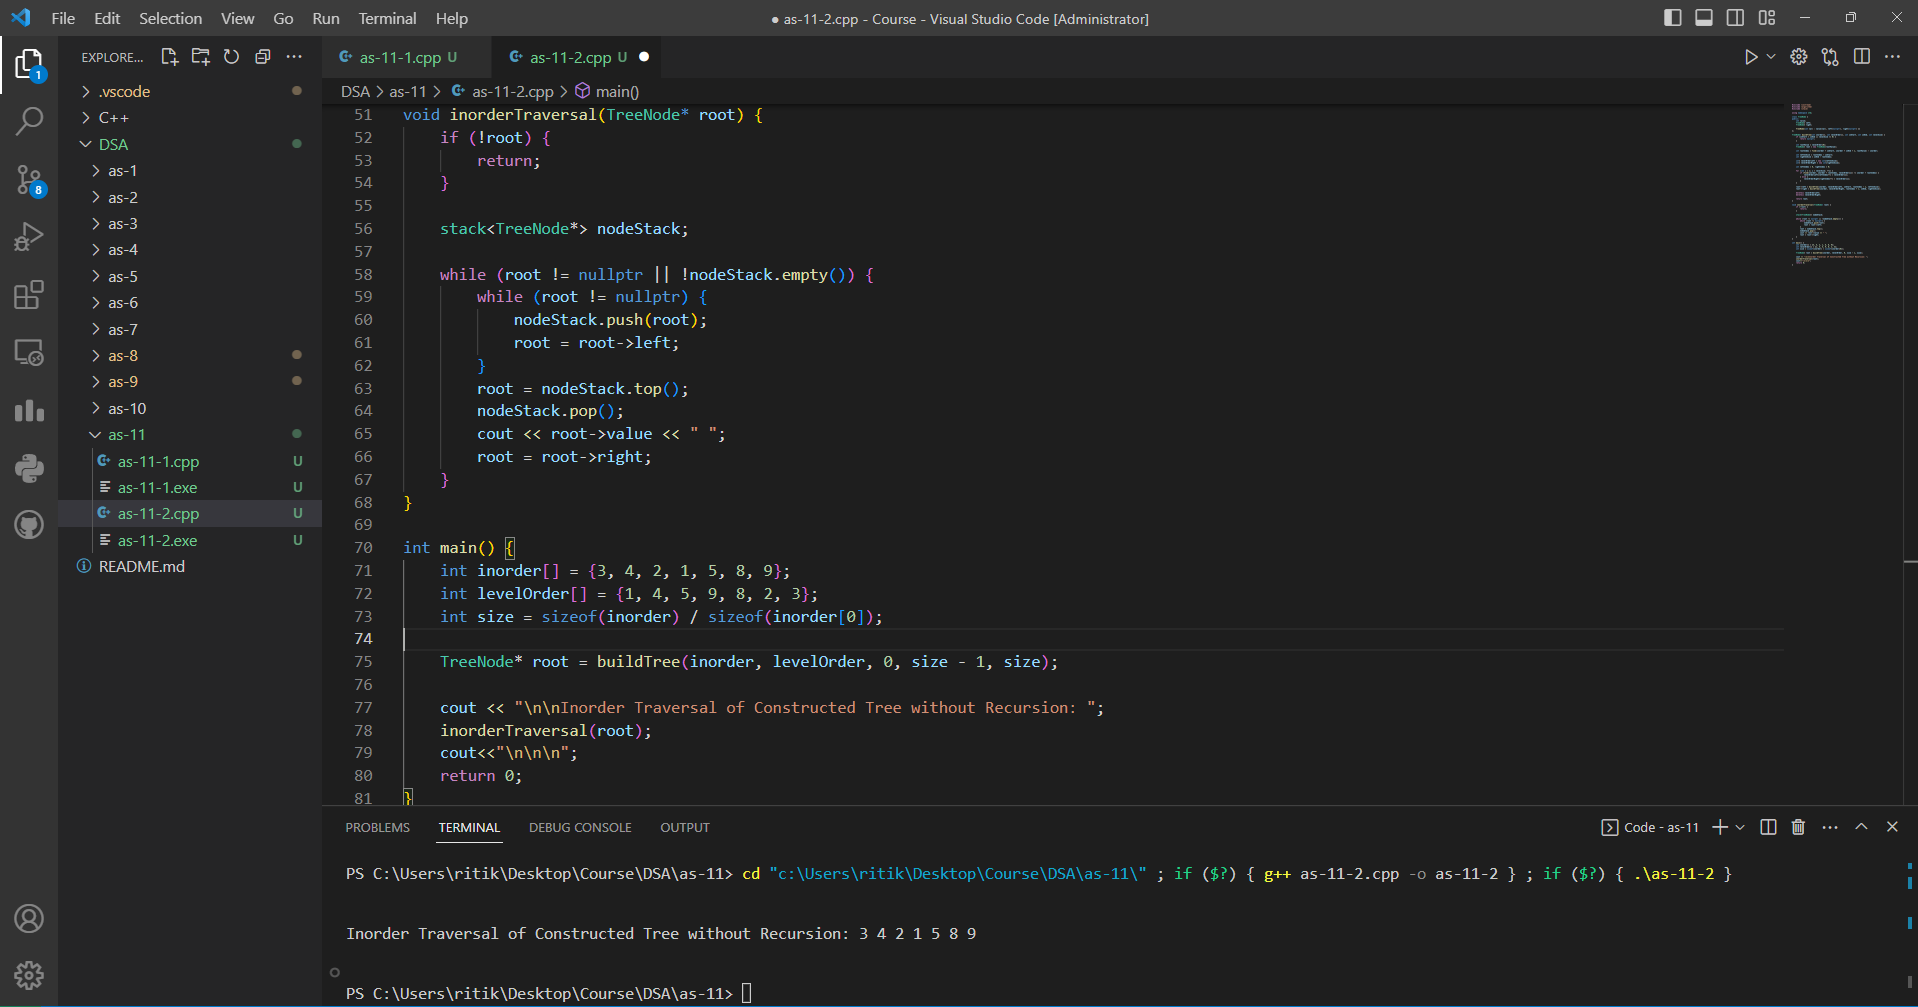 File Edit Selection View Go Run Terminal Help
● as-11-2.cpp - Course - Visual Studio Code [Administrator]
EXPLORE...
as-11-1.cpp U
as-11-2.cpp U
DSA > as-11 > as-11-2.cpp > main()
.vscode
C++
DSA
as-1
as-2
as-3
as-4
as-5
as-6
as-7
as-8
as-9
as-10
as-11
as-11-1.cpp U
as-11-1.exe U
as-11-2.cpp U
as-11-2.exe U
README.md
1
8
51 void inorderTraversal(TreeNode* root) {
52 if (!root) {
53 return;
54 }
55
56 stack<TreeNode*> nodeStack;
57
58 while (root != nullptr || !nodeStack.empty()) {
59 while (root != nullptr) {
60 nodeStack.push(root);
61 root = root->left;
62 }
63 root = nodeStack.top();
64 nodeStack.pop();
65 cout << root->value << " ";
66 root = root->right;
67 }
68 }
69
70 int main() {
71 int inorder[] = {3, 4, 2, 1, 5, 8, 9};
72 int levelOrder[] = {1, 4, 5, 9, 8, 2, 3};
73 int size = sizeof(inorder) / sizeof(inorder[0]);
74
75 TreeNode* root = buildTree(inorder, levelOrder, 0, size - 1, size);
76
77 cout << "\n\nInorder Traversal of Constructed Tree without Recursion: ";
78 inorderTraversal(root);
79 cout<<"\n\n\n";
80 return 0;
81 }
PROBLEMS TERMINAL DEBUG CONSOLE OUTPUT
Code - as-11
PS C:\Users\ritik\Desktop\Course\DSA\as-11> cd "c:\Users\ritik\Desktop\Course\DSA\as-11\" ; if ($?) { g++ as-11-2.cpp -o as-11-2 } ; if ($?) { .\as-11-2 }
Inorder Traversal of Constructed Tree without Recursion: 3 4 2 1 5 8 9
PS C:\Users\ritik\Desktop\Course\DSA\as-11>